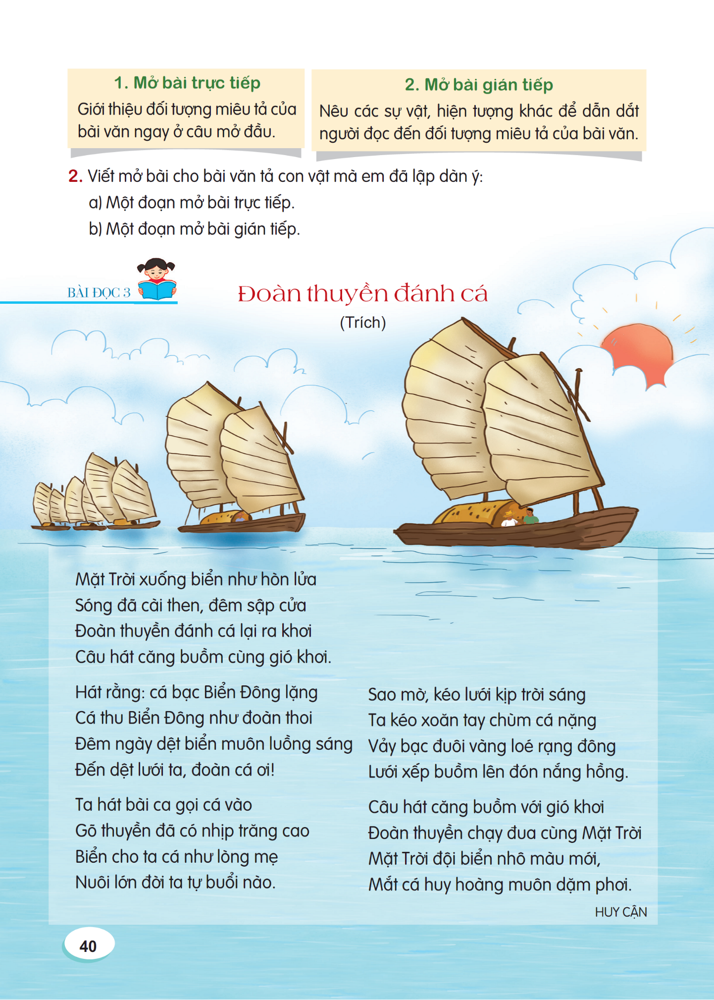 1. Mở bài trực tiếp
Giới thiệu đối tượng miêu tả của
bài văn ngay ở câu mở đầu.
2. Mở bài gián tiếp
Nêu các sự vật, hiện tượng khác để dẫn dắt
người đọc đến đối tượng miêu tả của bài văn.
2. Viết mở bài cho bài văn tả con vật mà em đã lập dàn ý:
a) Một đoạn mở bài trực tiếp.
b) Một đoạn mở bài gián tiếp.
BÀI ĐỌC 3
Đoàn thuyền đánh cá
(Trích)
Mặt Trời xuống biển như hòn lửa
Sóng đã cài then, đêm sập cửa
Đoàn thuyền đánh cá lại ra khơi
Câu hát căng buồm cùng gió khơi.
Hát rằng: cá bạc Biển Đông lặng
Cá thu Biển Đông như đoàn thoi
Đêm ngày dệt biển muôn luồng sáng
Đến dệt lưới ta, đoàn cá ơi!
Ta hát bài ca gọi cá vào
Gõ thuyền đã có nhịp trăng cao
Biển cho ta cá như lòng mẹ
Nuôi lớn đời ta tự buổi nào.
Sao mờ, kéo lưới kịp trời sáng
Ta kéo xoăn tay chùm cá nặng
Vảy bạc đuôi vàng loé rạng đông
Lưới xếp buồm lên đón nắng hồng.
Câu hát căng buồm với gió khơi
Đoàn thuyền chạy đua cùng Mặt Trời
Mặt Trời đội biển nhô màu mới,
Mắt cá huy hoàng muôn dặm phơi.
HUY CẬN
40